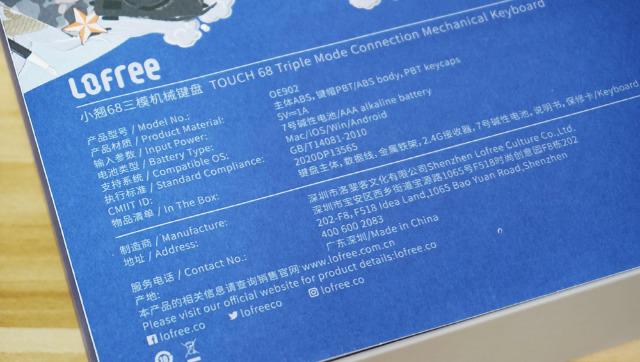 LOFREE
小翘68三模机械键盘 TOUCH 68 Triple Mode Connection Mechanical Keyboard
产品型号 / Model No.: OE902
产品材质 / Product Material: 主体ABS, 键帽PBT/ABS body,PBT keycaps
输入参数 / Input Power: 5V⎓1A
电池类型 / Battery Type: 7号碱性电池/AAA alkaline battery
支持系统 / Compatible OS: Mac/iOS/Win/Android
执行标准 / Standard Compliance: GB/T14081-2010
CMIIT ID: 2020DP13565
物品清单 / In The Box: 键盘主体, 数据线, 金属铁架, 2.4G接收器, 7号碱性电池, 说明书, 保修卡/Keyboard
制造商 / Manufacture: 深圳市洛斐客文化有限公司Shenzhen Lofree Culture Co.Ltd.
地址 / Address: 深圳市宝安区西乡街道宝源路1065号F518时尚创意园F8栋202
202-F8, F518 Idea Land,1065 Bao Yuan Road,Shenzhen
服务电话 / Contact No.: 400 600 2083
产地: 广东深圳/Made in China
本产品的相关信息请查询销售官网 www.lofree.com.cn
Please visit our official website for product details:lofree.co
lofree.co lofreeco lofree.co